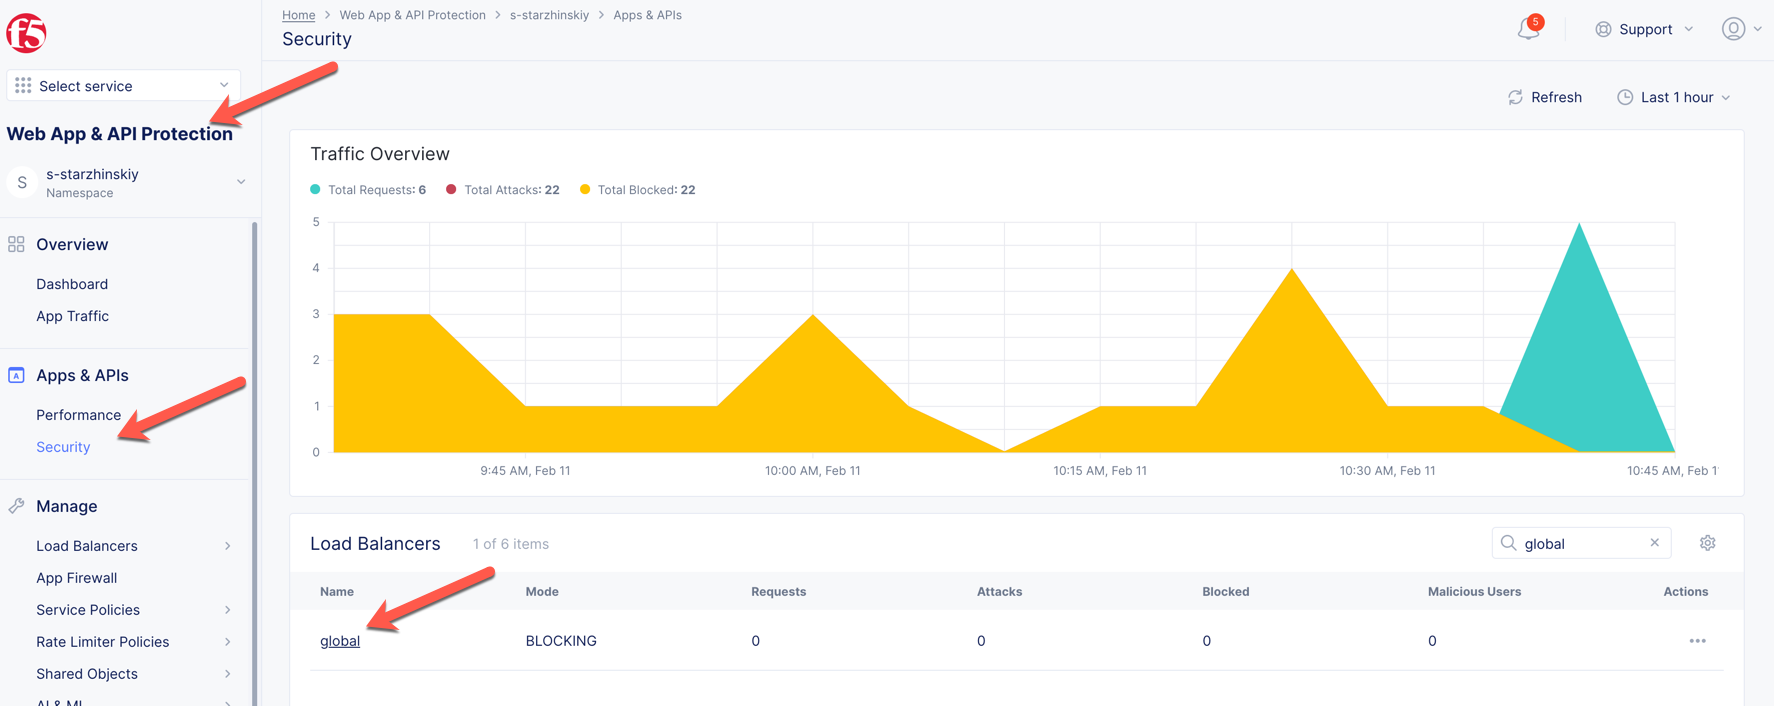 f5
Home > Web App & API Protection > s-starzhinskiy > Apps & APIs
Security
5
Support
Select service
Web App & API Protection
S
s-starzhinskiy
Namespace
Overview
Dashboard
App Traffic
Apps & APIs
Performance
Security
Manage
Load Balancers
App Firewall
Service Policies
Rate Limiter Policies
Shared Objects
Refresh
Last 1 hour
Traffic Overview
Total Requests: 6 Total Attacks: 22 Total Blocked: 22
5
4
3
2
1
0
9:45 AM, Feb 11 10:00 AM, Feb 11 10:15 AM, Feb 11 10:30 AM, Feb 11 10:45 AM, Feb 1
Load Balancers 1 of 6 items global
Name Mode Requests Attacks Blocked Malicious Users Actions
global BLOCKING 0 0 0 0